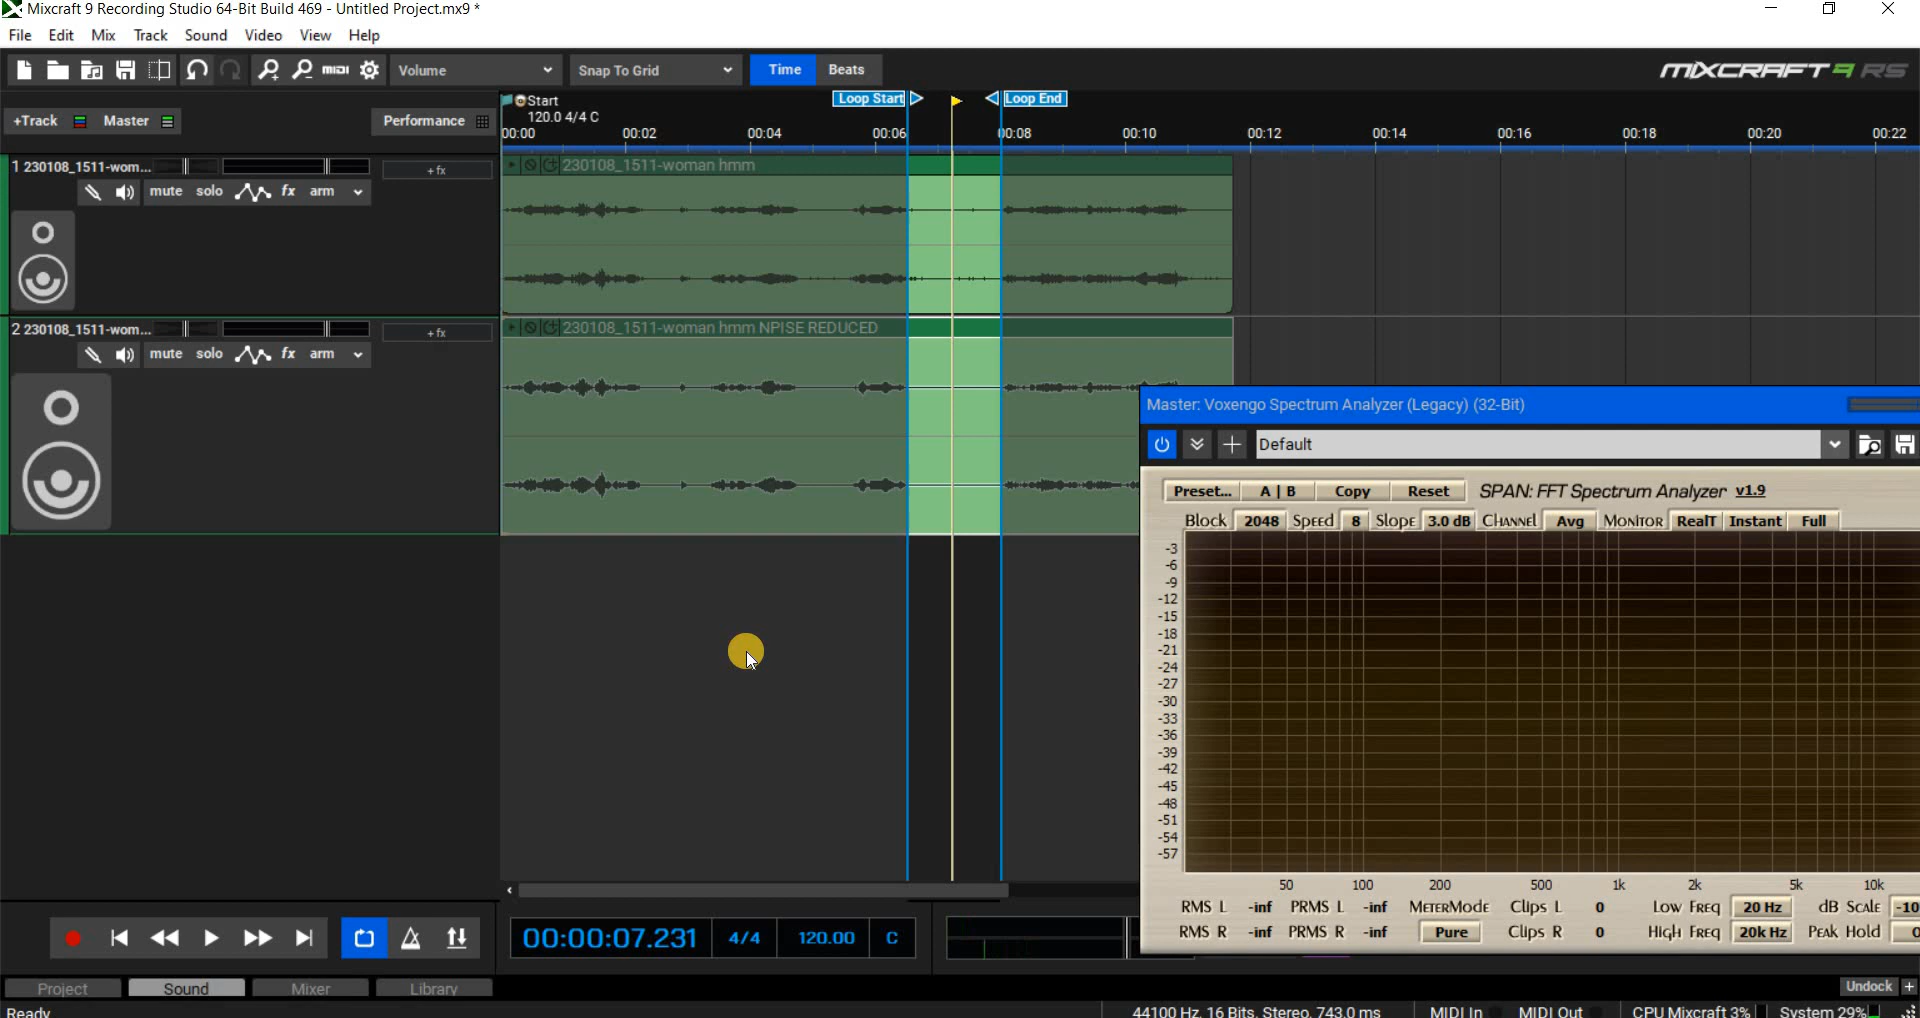 Mixcraft 9 Recording Studio 64-Bit Build 469 - Untitled Project.mx9 *
File Edit Mix Track Sound Video View Help
MIDI Volume Snap To Grid Time Beats MIXCRAFT 9 RS
+Track Master Performance
Start Loop Start Loop End
120.0 4/4 C
00:00 00:02 00:04 00:06 00:08 00:10 00:12 00:14 00:16 00:18 00:20 00:22
1 230108_1511-wom... +fx 230108_1511-woman hmm
mute solo fx arm
2 230108_1511-wom... +fx 230108_1511-woman hmm NPISE REDUCED
mute solo fx arm
Master: Voxengo Spectrum Analyzer (Legacy) (32-Bit)
Default
Preset... A | B Copy Reset SPAN: FFT Spectrum Analyzer v1.9
Block 2048 Speed 8 Slope 3.0 dB Channel Avg Monitor RealT Instant Full
-3
-6
-9
-12
-15
-18
-21
-24
-27
-30
-33
-36
-39
-42
-45
-48
-51
-54
-57
50 100 200 500 1k 2k 5k 10k
RMS L -inf PRMS L -inf MeterMode Clips L 0 Low Freq 20 Hz dB Scale -10
RMS R -inf PRMS R -inf Pure Clips R 0 High Freq 20k Hz Peak Hold
00:00:07.231 4/4 120.00 C
Project Sound Mixer Library Undock +
Ready 44100 Hz, 16 Bits, Stereo, 743.0 ms MIDI In MIDI Out CPU Mixcraft 3% System 29%